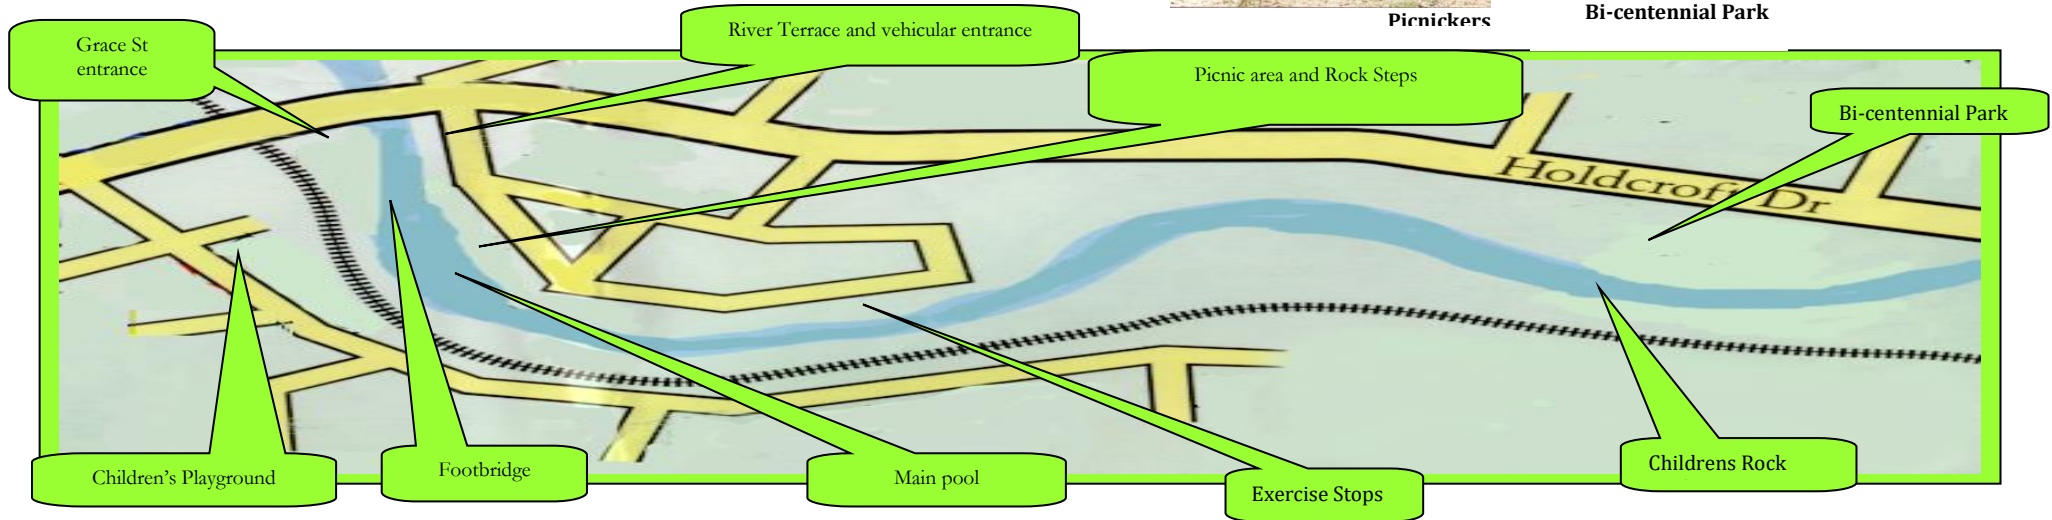 Picnickers
Bi-centennial Park
Grace St
entrance
River Terrace and vehicular entrance
Picnic area and Rock Steps
Bi-centennial Park
Holdcroft Dr
Children's Playground
Footbridge
Main pool
Exercise Stops
Childrens Rock